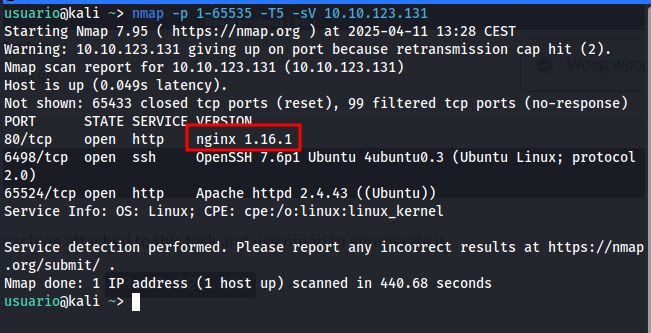 usuario@kali ~> nmap -p 1-65535 -T5 -sV 10.10.123.131
Starting Nmap 7.95 ( https://nmap.org ) at 2025-04-11 13:28 CEST
Warning: 10.10.123.131 giving up on port because retransmission cap hit (2).
Nmap scan report for 10.10.123.131 (10.10.123.131)
Host is up (0.049s latency).
Not shown: 65433 closed tcp ports (reset), 99 filtered tcp ports (no-response)
PORT      STATE SERVICE VERSION
80/tcp    open  http    nginx 1.16.1
6498/tcp  open  ssh     OpenSSH 7.6p1 Ubuntu 4ubuntu0.3 (Ubuntu Linux; protocol
2.0)
65524/tcp open  http    Apache httpd 2.4.43 ((Ubuntu))
Service Info: OS: Linux; CPE: cpe:/o:linux:linux_kernel
Service detection performed. Please report any incorrect results at https://nmap
.org/submit/ .
Nmap done: 1 IP address (1 host up) scanned in 440.68 seconds
usuario@kali ~>
Woop woop